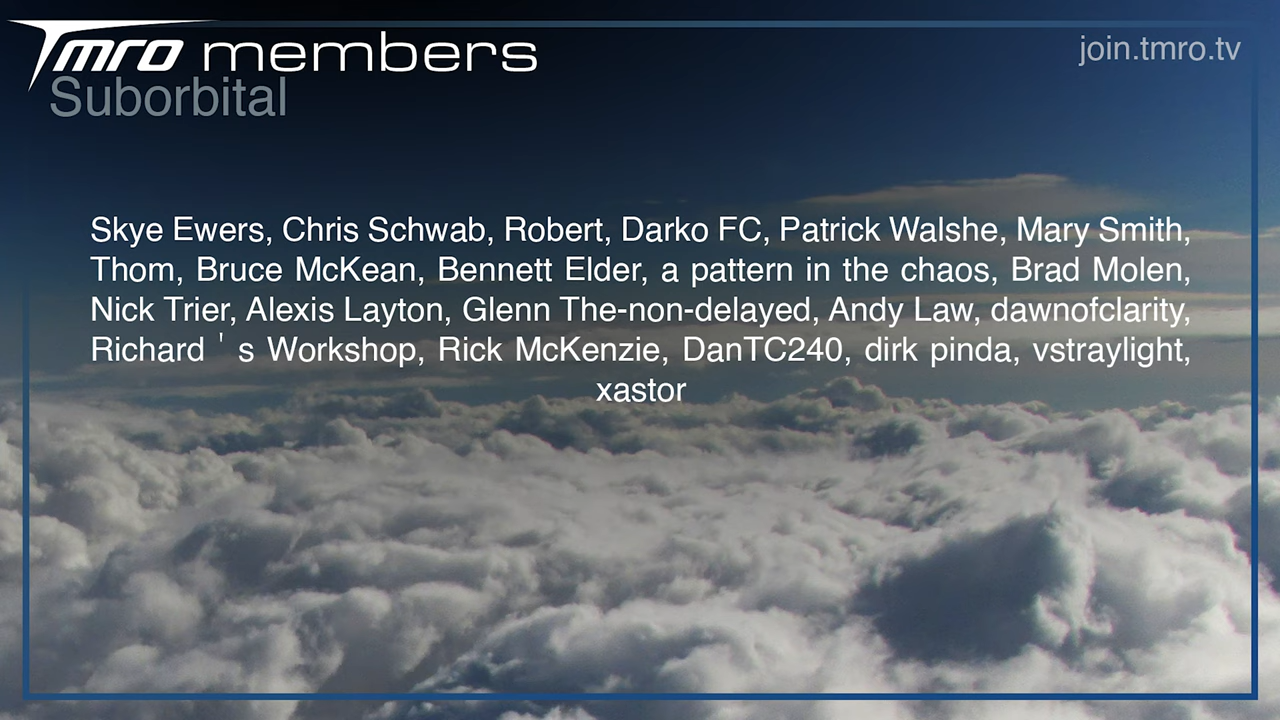 Tmro members
join.tmro.tv
Suborbital
Skye Ewers, Chris Schwab, Robert, Darko FC, Patrick Walshe, Mary Smith,
Thom, Bruce McKean, Bennett Elder, a pattern in the chaos, Brad Molen,
Nick Trier, Alexis Layton, Glenn The-non-delayed, Andy Law, dawnofclarity,
Richard ' s Workshop, Rick McKenzie, DanTC240, dirk pinda, vstraylight,
xastor